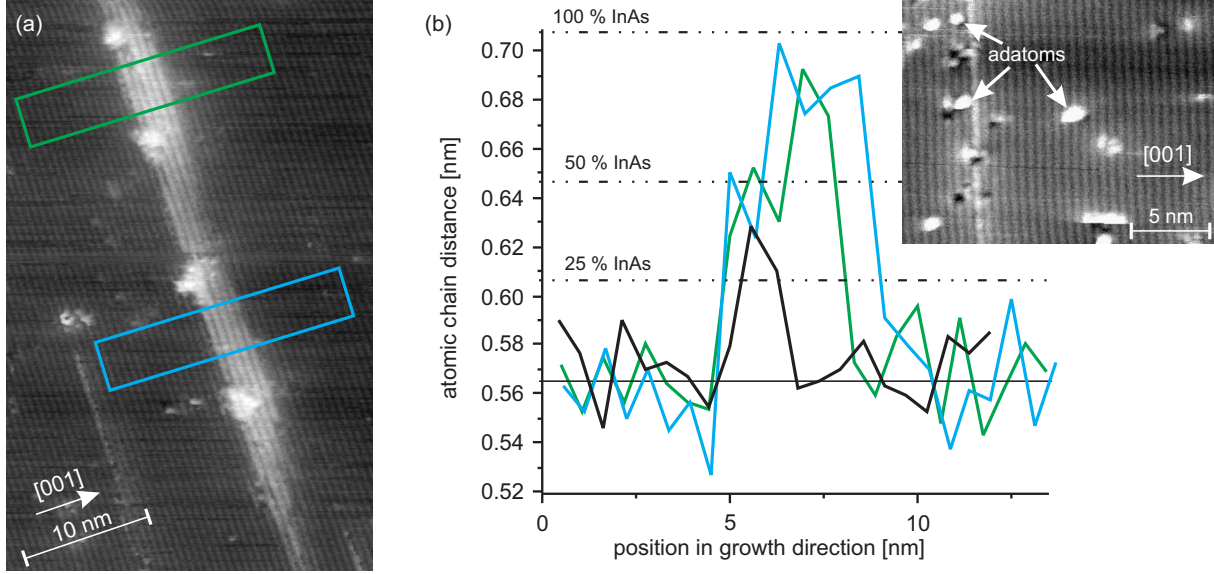 (a)
[001]
10 nm
(b)
atomic chain distance [nm]
0.70
0.68
0.66
0.64
0.62
0.60
0.58
0.56
0.54
0.52
100 % InAs
50 % InAs
25 % InAs
0
5
10
position in growth direction [nm]
adatoms
[001]
5 nm